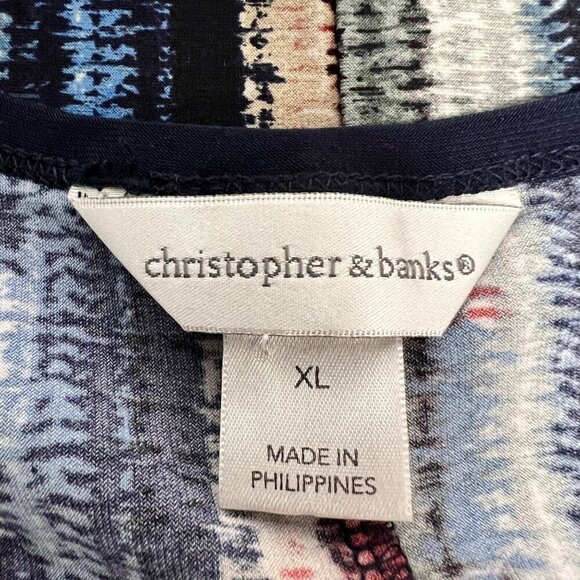 christopher & banks®
XL
MADE IN
PHILIPPINES